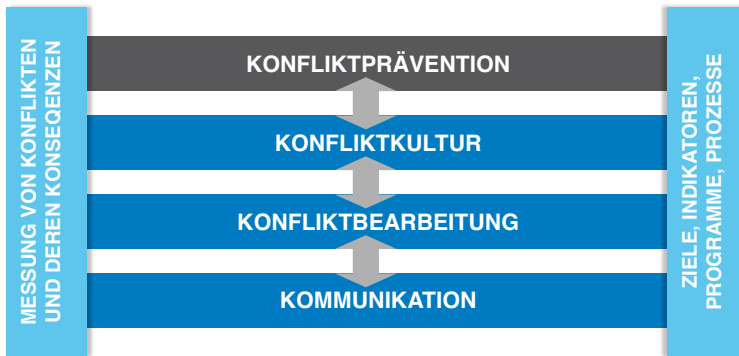 MESSUNG VON KONFLIKTEN
UND DEREN KONSEQENZEN
KONFLIKTPRÄVENTION
KONFLIKTKULTUR
KONFLIKTBEARBEITUNG
KOMMUNIKATION
ZIELE, INDIKATOREN,
PROGRAMME, PROZESSE